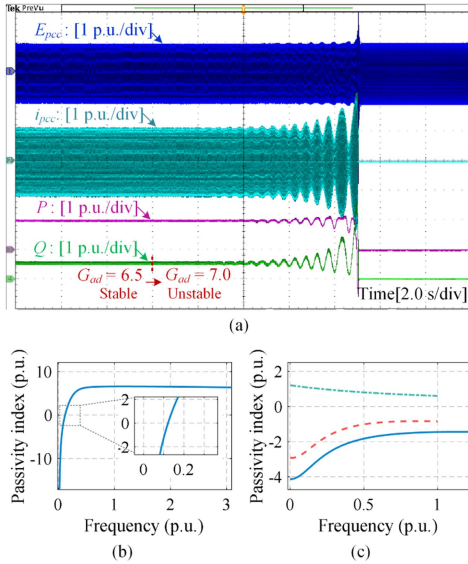 Tek PreVu
E_pcc: [1 p.u./div]
i_pcc: [1 p.u./div]
P: [1 p.u./div]
Q: [1 p.u./div]
G_ad = 6.5 → G_ad = 7.0
Stable Unstable
Time[2.0 s/div]
(a)
Passivity index (p.u.)
10
0
-10
2
0
-2
0 0.2
0 1 2 3
Frequency (p.u.)
(b)
Passivity index (p.u.)
2
0
-2
-4
0 0.5 1
Frequency (p.u.)
(c)